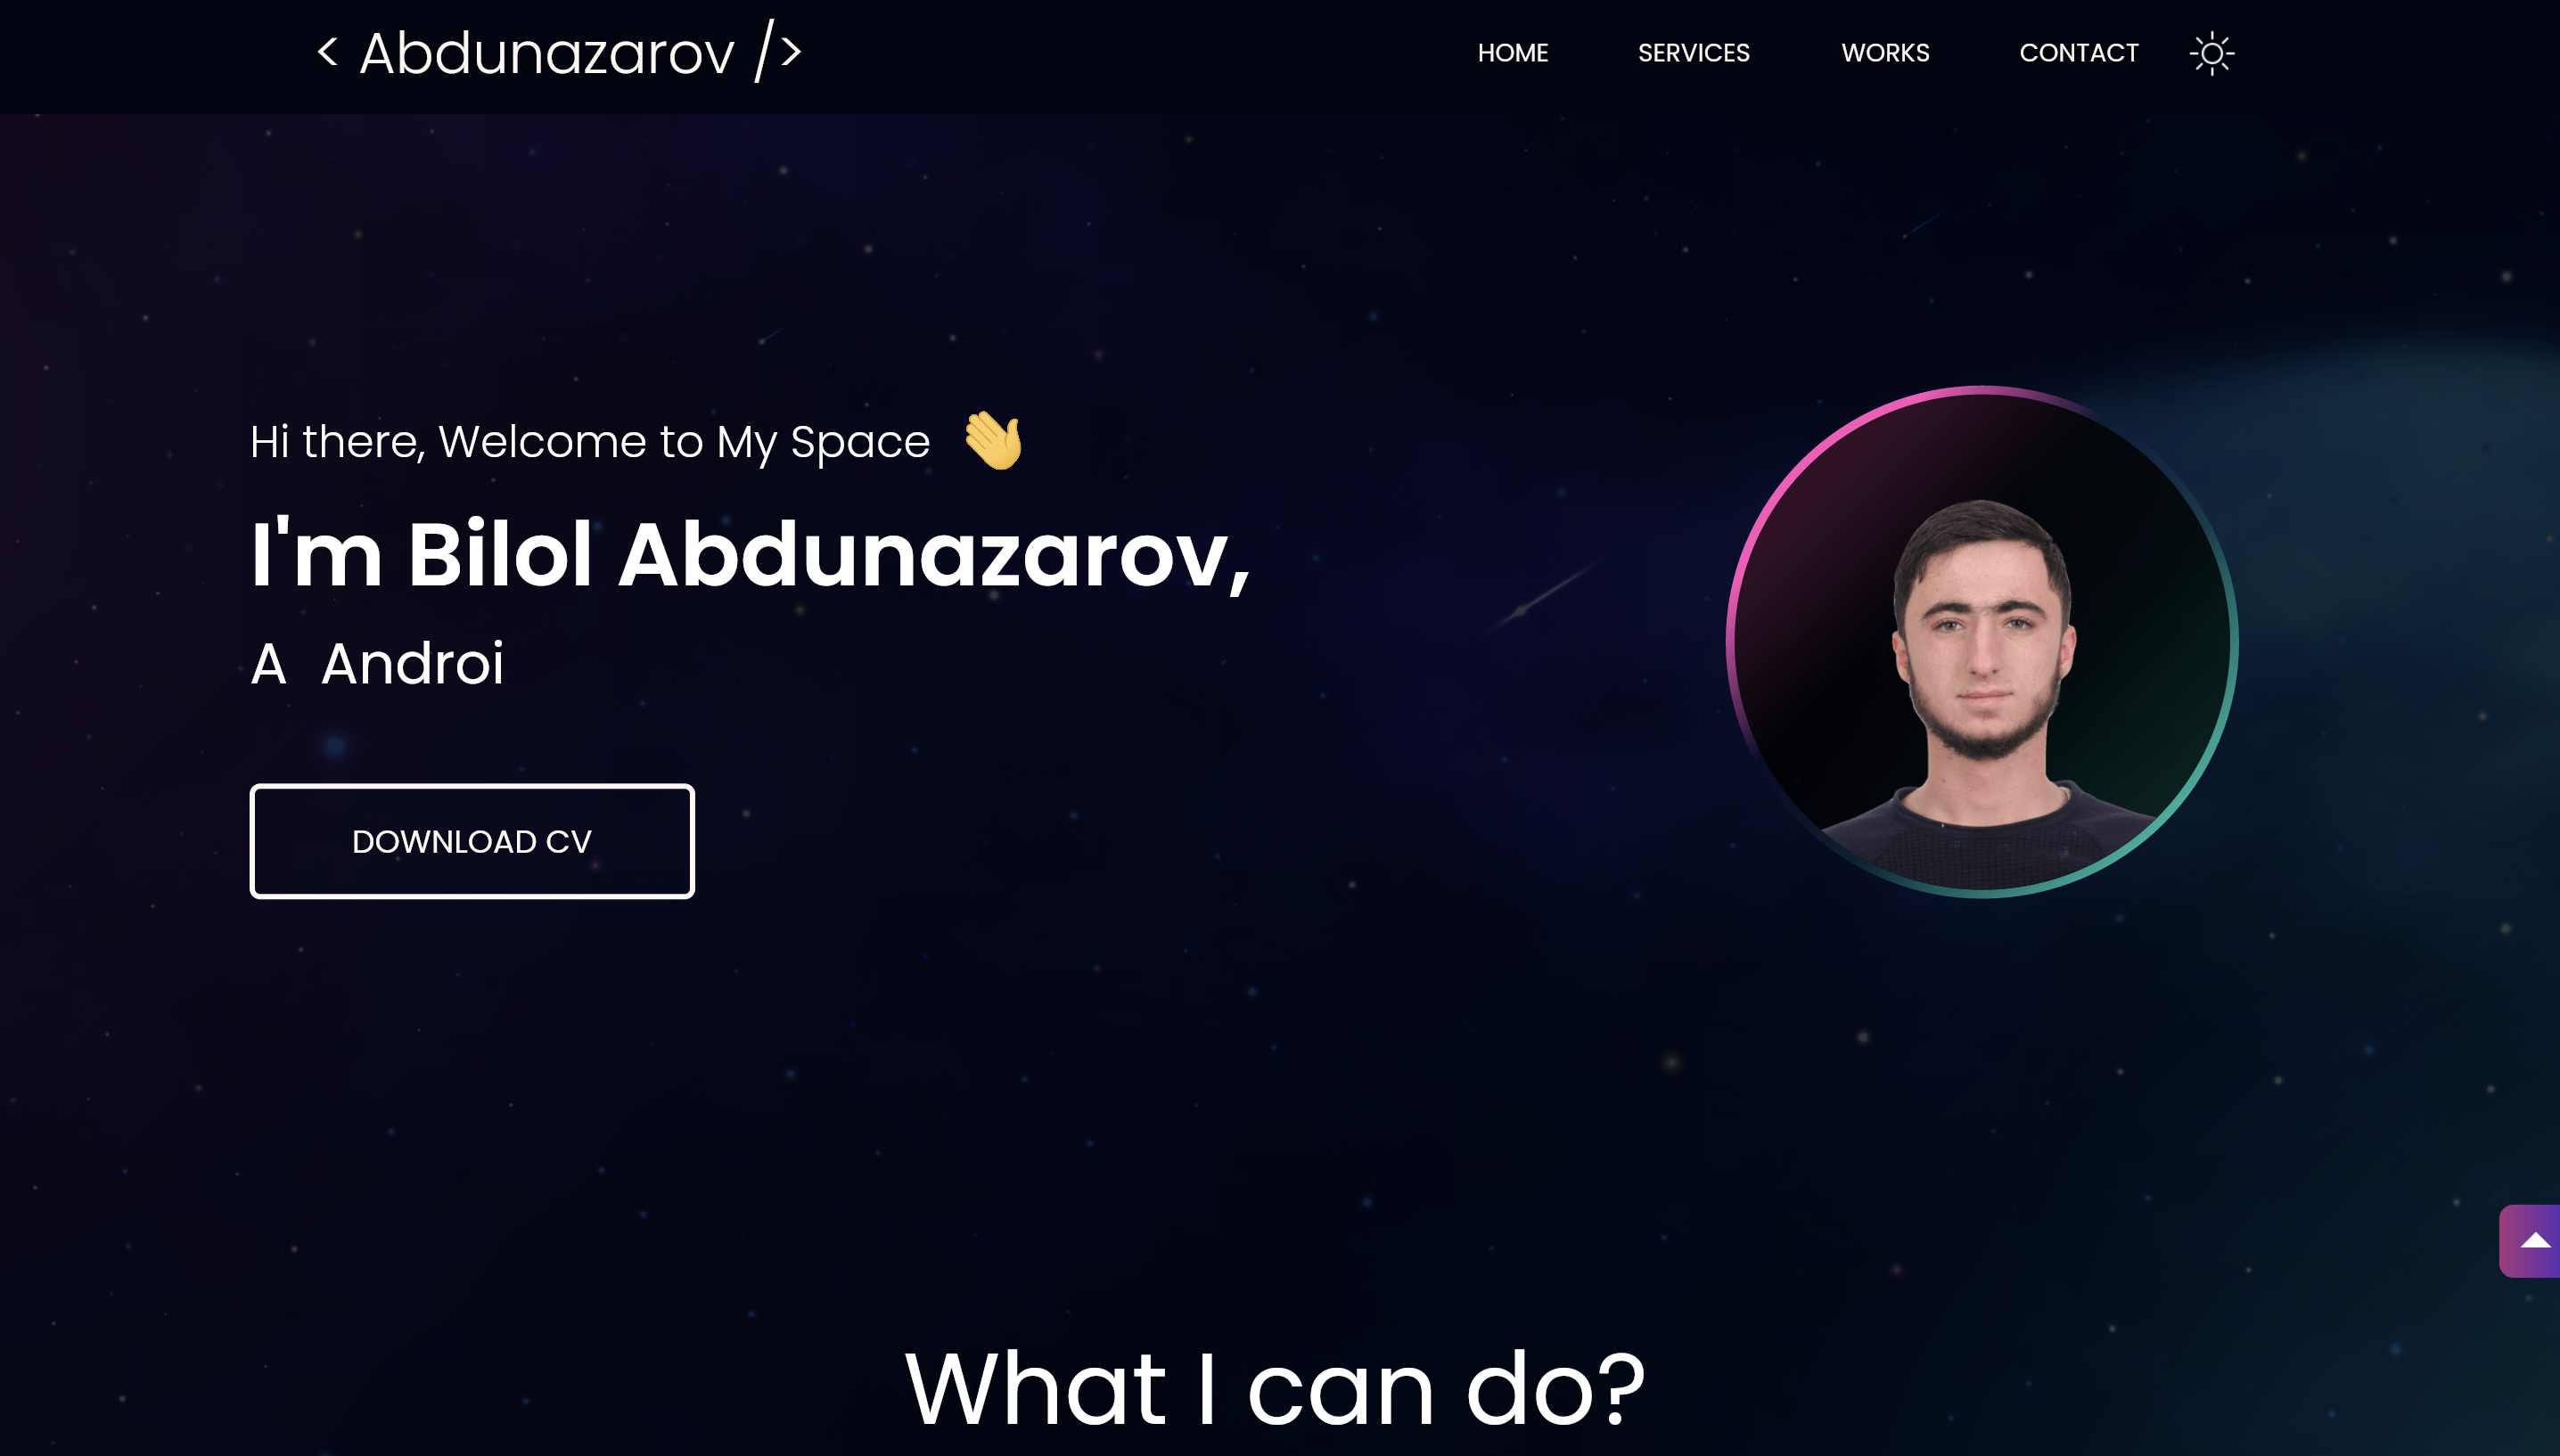 < Abdunazarov />
HOME SERVICES WORKS CONTACT
Hi there, Welcome to My Space 👋
I'm Bilol Abdunazarov,
A Androi
DOWNLOAD CV
What I can do?